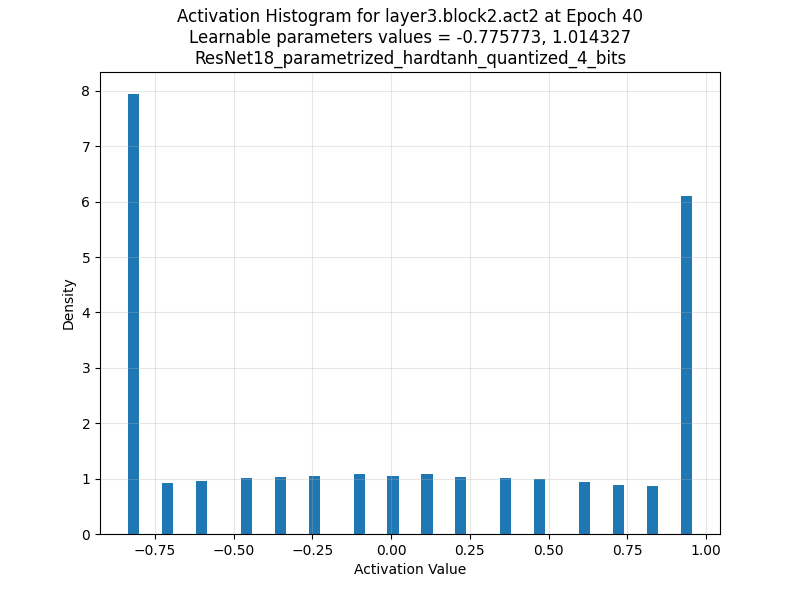 Activation Histogram for layer3.block2.act2 at Epoch 40
Learnable parameters values = -0.775773, 1.014327
ResNet18_parametrized_hardtanh_quantized_4_bits
8
7
6
5
4
3
2
1
0
Density
−0.75 −0.50 −0.25 0.00 0.25 0.50 0.75 1.00
Activation Value